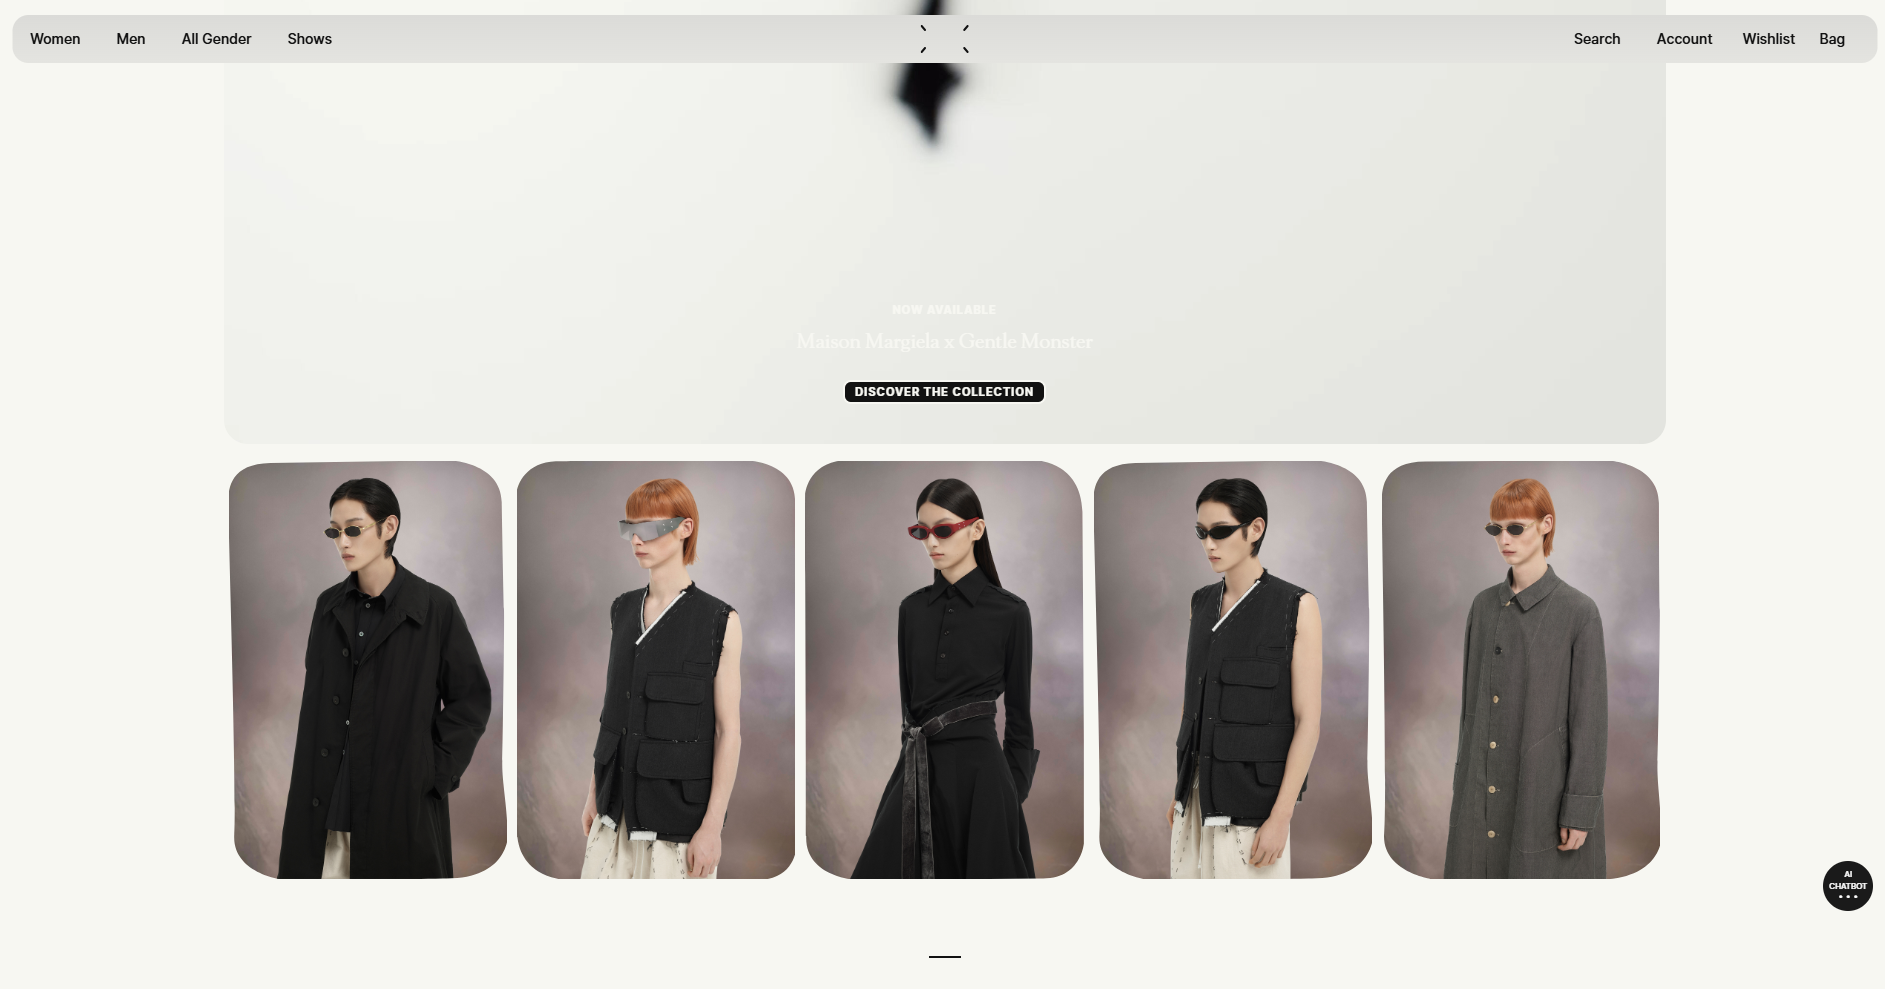 Women Men All Gender Shows Search Account Wishlist Bag
NOW AVAILABLE
Maison Margiela x Gentle Monster
DISCOVER THE COLLECTION
AI
CHATBOT